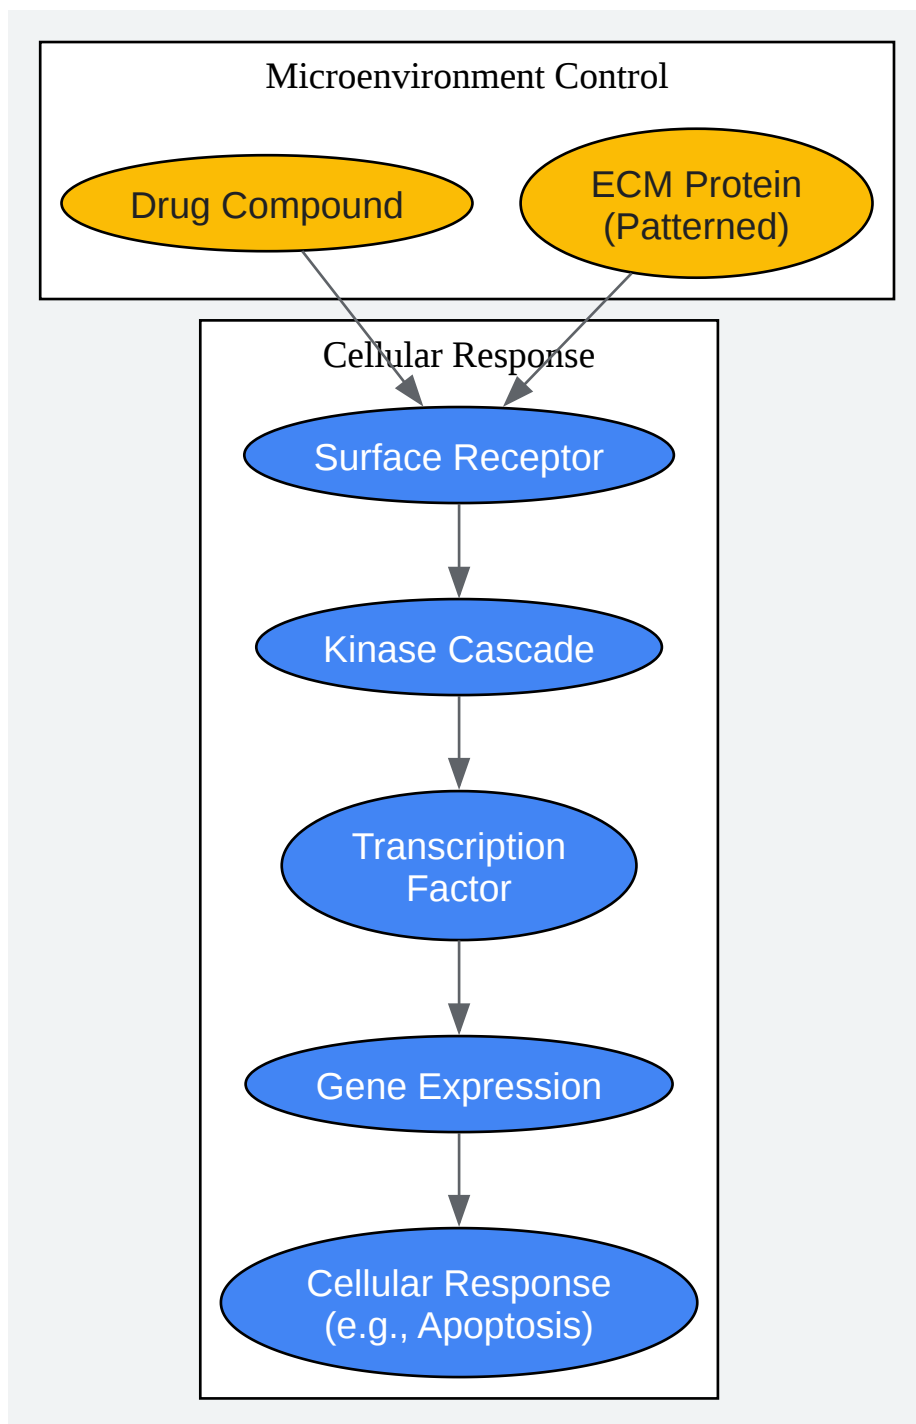 Microenvironment Control
Drug Compound
ECM Protein
(Patterned)
Cellular Response
Surface Receptor
Kinase Cascade
Transcription
Factor
Gene Expression
Cellular Response
(e.g., Apoptosis)